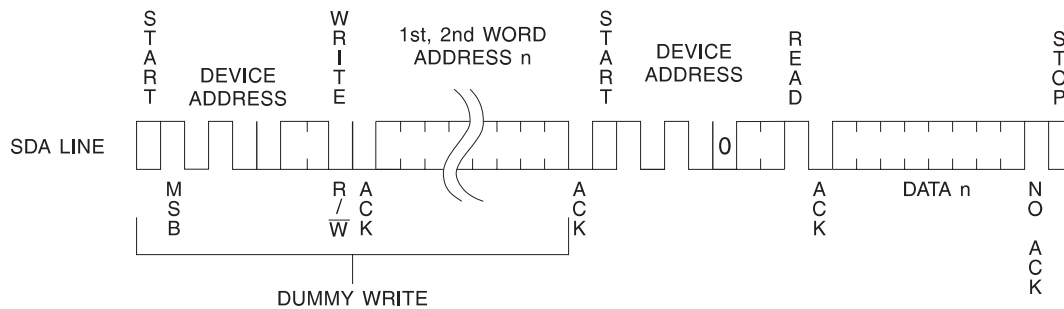 START
WRITE
1st, 2nd WORD
ADDRESS n
START
DEVICE
ADDRESS
READ
STOP
DEVICE
ADDRESS
SDA LINE
0
MSB
R/W
ACK
ACK
ACK
DATA n
NO ACK
DUMMY WRITE